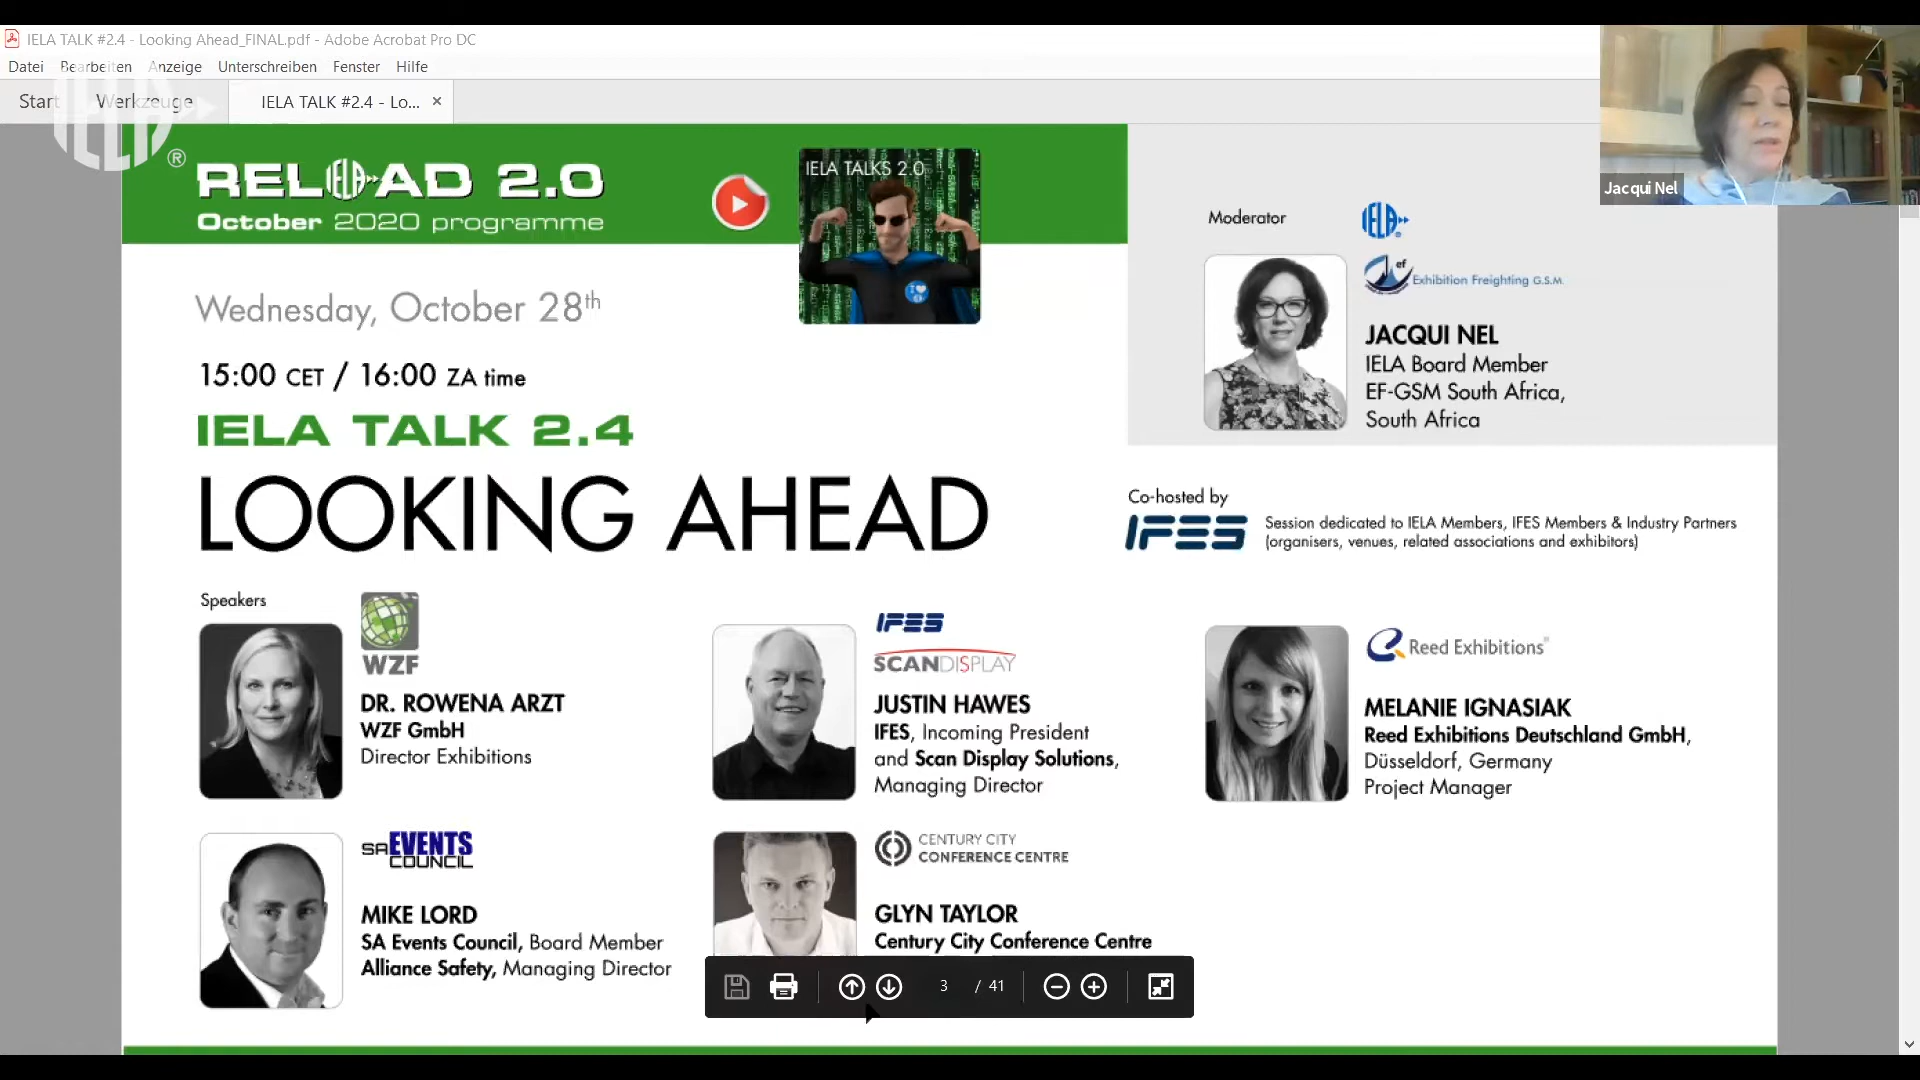 IELA TALK #2.4 - Looking Ahead_FINAL.pdf - Adobe Acrobat Pro DC
Datei Bearbeiten Anzeige Unterschreiben Fenster Hilfe
Start Werkzeuge IELA TALK #2.4 - Lo... ×
IELA®
RELOAD 2.0
IELA
October 2020 programme
IELA TALKS 2.0
Jacqui Nel
Wednesday, October 28th
15:00 CET / 16:00 ZA time
IELA TALK 2.4
LOOKING AHEAD
Moderator
IELA
ef Exhibition Freighting G.S.M.
JACQUI NEL
IELA Board Member
EF-GSM South Africa,
South Africa
Co-hosted by
IFES
Session dedicated to IELA Members, IFES Members & Industry Partners
(organisers, venues, related associations and exhibitors)
Speakers
WZF
DR. ROWENA ARZT
WZF GmbH
Director Exhibitions
IFES
SCANDISPLAY
JUSTIN HAWES
IFES, Incoming President
and Scan Display Solutions,
Managing Director
Reed Exhibitions®
MELANIE IGNASIAK
Reed Exhibitions Deutschland GmbH,
Düsseldorf, Germany
Project Manager
SA EVENTS
COUNCIL
MIKE LORD
SA Events Council, Board Member
Alliance Safety, Managing Director
CENTURY CITY
CONFERENCE CENTRE
GLYN TAYLOR
Century City Conference Centre
3 / 41